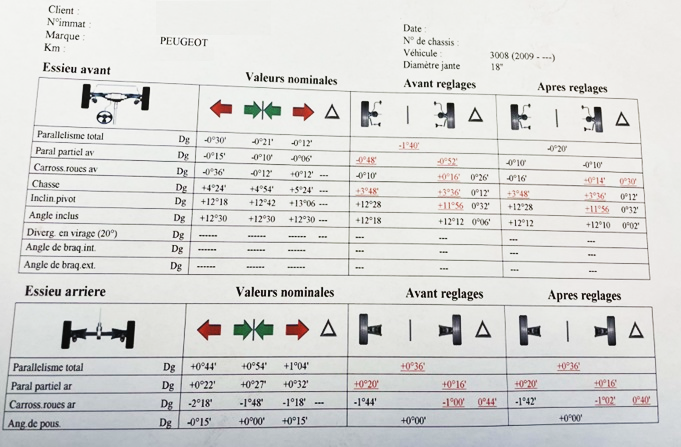 Client :
N°immat :
Marque : PEUGEOT
Km :
Date :
N° de chassis :
Véhicule : 3008 (2009 - ---)
Diamètre jante 18"
Essieu avant Valeurs nominales Avant reglages Apres reglages
Parallelisme total Dg -0°30' -0°21' -0°12' -1°40' -0°20'
Paral partiel av Dg -0°15' -0°10' -0°06' -0°48' -0°52' -0°10' -0°10'
Carross.roues av Dg -0°36' -0°12' +0°12' --- -0°10' +0°16' 0°26' -0°16' +0°14' 0°30'
Chasse Dg +4°24' +4°54' +5°24' --- +3°48' +3°36' 0°12' +3°48' +3°36' 0°12'
Inclin.pivot Dg +12°18 +12°42 +13°06 --- +12°28 +11°56 0°32' +12°28 +11°56 0°32'
Angle inclus Dg +12°30 +12°30 +12°30 --- +12°18 +12°12 0°06' +12°12 +12°10 0°02'
Diverg. en virage (20°) Dg ------ ------ ------ --- --- --- --- ---
Angle de braq.int. Dg ------ ------ ------ --- --- --- ---
Angle de braq.ext. Dg ------ ------ ------ --- --- --- ---
Essieu arriere Valeurs nominales Avant reglages Apres reglages
Parallelisme total Dg +0°44' +0°54' +1°04' +0°36' +0°36'
Paral partiel ar Dg +0°22' +0°27' +0°32' +0°20' +0°16' +0°20' +0°16'
Carross.roues ar Dg -2°18' -1°48' -1°18' --- -1°44' -1°00' 0°44' -1°42' -1°02' 0°40'
Ang.de pous. Dg -0°15' +0°00' +0°15' +0°00' +0°00'